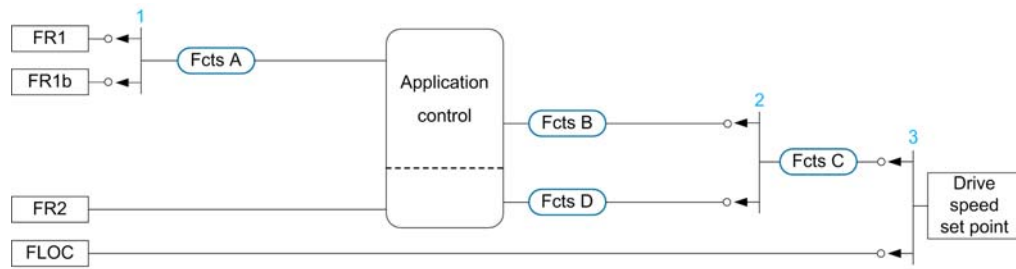 1
FR1
Fcts A
FR1b
Application
control
Fcts B
2
Fcts C
3
Fcts D
Drive
speed
set point
FR2
FLOC